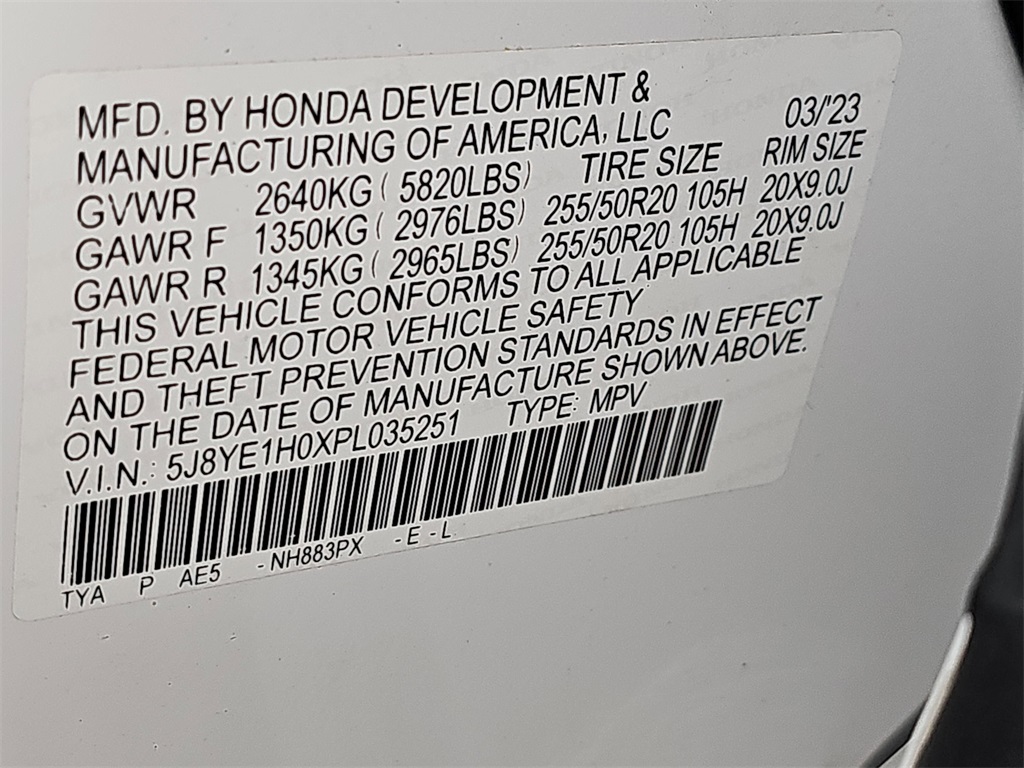 MFD. BY HONDA DEVELOPMENT &
MANUFACTURING OF AMERICA, LLC 03/'23
GVWR 2640KG ( 5820LBS) TIRE SIZE RIM SIZE
GAWR F 1350KG ( 2976LBS) 255/50R20 105H 20X9.0J
GAWR R 1345KG ( 2965LBS) 255/50R20 105H 20X9.0J
THIS VEHICLE CONFORMS TO ALL APPLICABLE
FEDERAL MOTOR VEHICLE SAFETY
AND THEFT PREVENTION STANDARDS IN EFFECT
ON THE DATE OF MANUFACTURE SHOWN ABOVE.
V.I.N.: 5J8YE1H0XPL035251 TYPE: MPV
TYA P AE5 - NH883PX - E - L